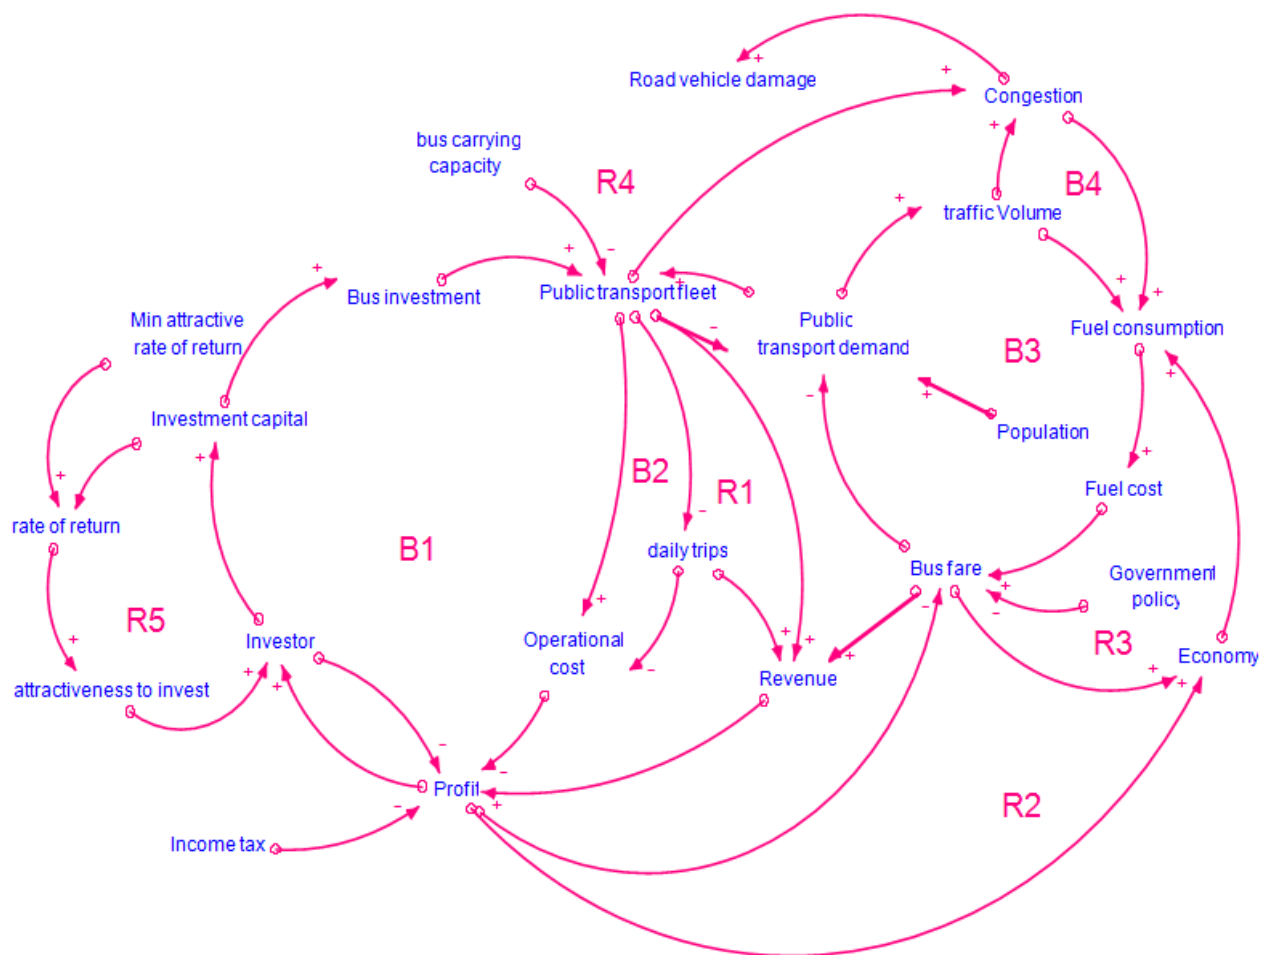 Road vehicle damage
Congestion
bus carrying
capacity
R4
B4
traffic Volume
Bus investment
Public transport fleet
Min attractive
rate of return
Public
transport demand
Fuel consumption
B3
Investment capital
Population
B2
R1
Fuel cost
rate of return
B1
daily trips
Bus fare
Government
policy
R5
Investor
Operational
cost
R3
Economy
attractiveness to invest
Revenue
Profit
R2
Income tax